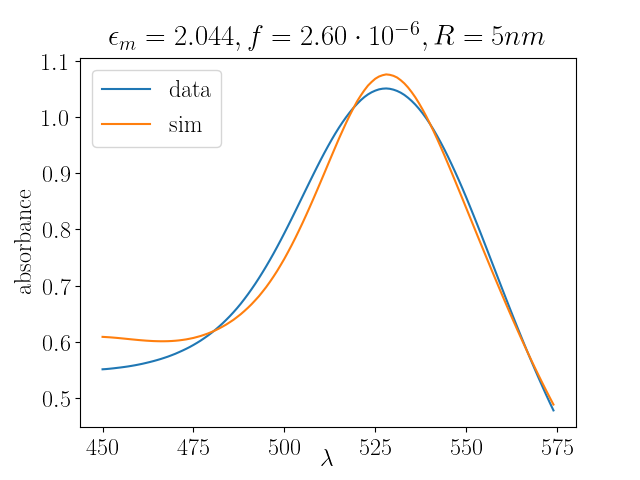 ϵₘ = 2.044, f = 2.60 · 10⁻⁶, R = 5nm
1.1
1.0
0.9
0.8
0.7
0.6
0.5
absorbance
data
sim
450 475 500 525 550 575
λ